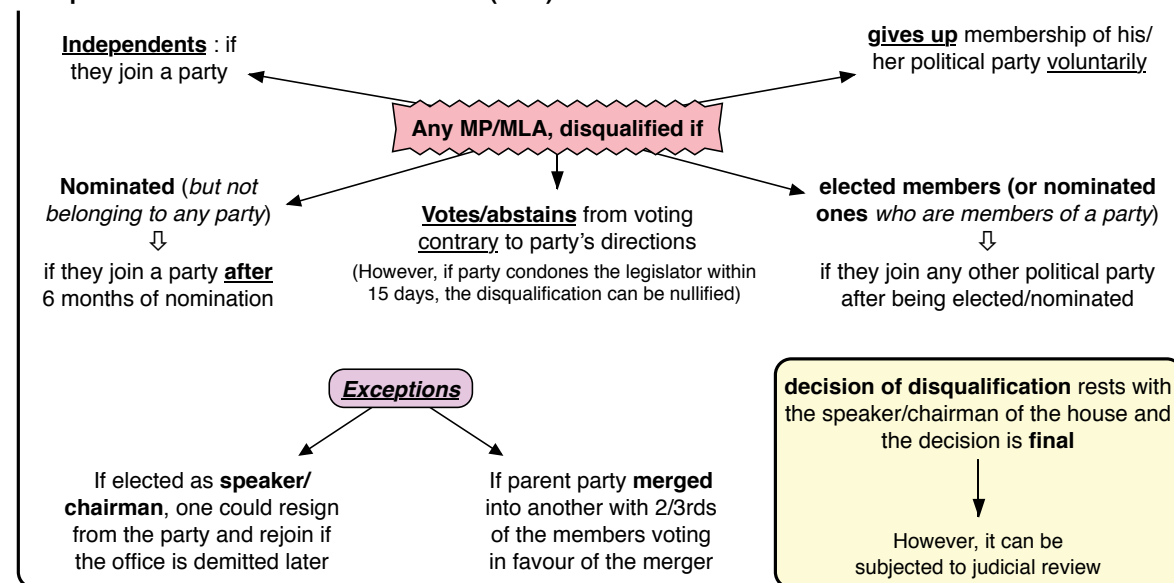 Independents : if
they join a party
gives up membership of his/
her political party voluntarily
Any MP/MLA, disqualified if
Nominated (but not
belonging to any party)
⇩
if they join a party after
6 months of nomination
Votes/abstains from voting
contrary to party's directions
(However, if party condones the legislator within
15 days, the disqualification can be nullified)
elected members (or nominated
ones who are members of a party)
⇩
if they join any other political party
after being elected/nominated
Exceptions
If elected as speaker/
chairman, one could resign
from the party and rejoin if
the office is demitted later
If parent party merged
into another with 2/3rds
of the members voting
in favour of the merger
decision of disqualification rests with
the speaker/chairman of the house and
the decision is final
However, it can be
subjected to judicial review